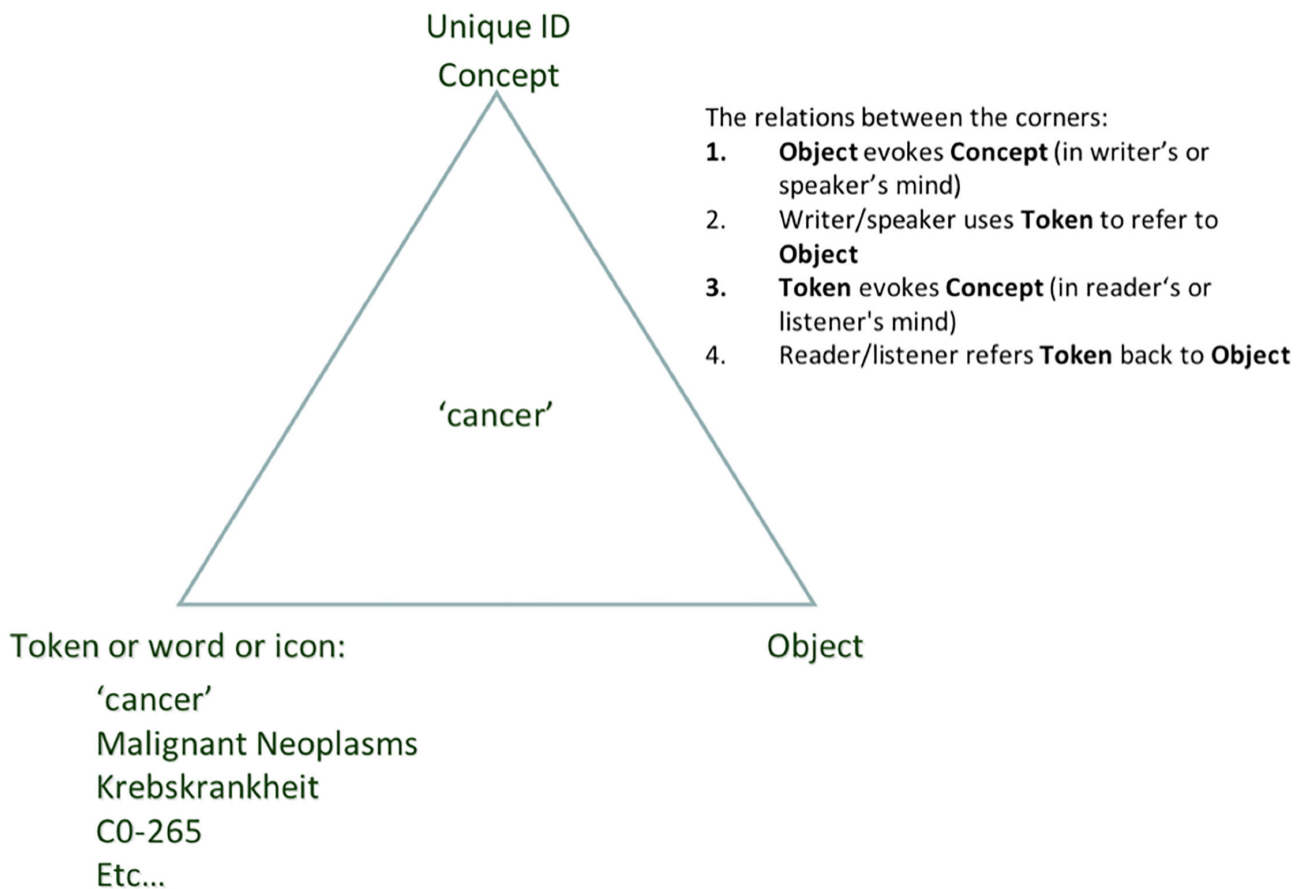 Unique ID
Concept
The relations between the corners:
1. Object evokes Concept (in writer’s or
speaker’s mind)
2. Writer/speaker uses Token to refer to
Object
3. Token evokes Concept (in reader‘s or
listener's mind)
4. Reader/listener refers Token back to Object
‘cancer’
Token or word or icon:
‘cancer’
Malignant Neoplasms
Krebskrankheit
C0-265
Etc...
Object